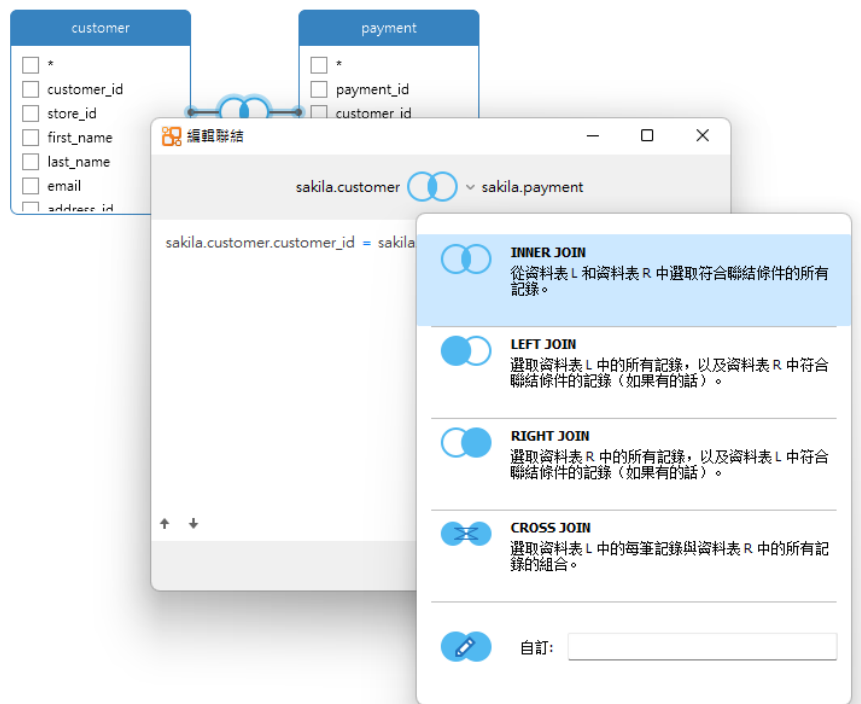 customer
*
customer_id
store_id
first_name
last_name
email
address_id
payment
*
payment_id
customer_id
編輯聯結
sakila.customer
sakila.payment
sakila.customer.customer_id = sakila
INNER JOIN
從資料表 L 和資料表 R 中選取符合聯結條件的所有
記錄。
LEFT JOIN
選取資料表 L 中的所有記錄，以及資料表 R 中符合
聯結條件的記錄（如果有的話）。
RIGHT JOIN
選取資料表 R 中的所有記錄，以及資料表 L 中符合
聯結條件的記錄（如果有的話）。
CROSS JOIN
選取資料表 L 中的每筆記錄與資料表 R 中的所有記
錄的組合。
自訂: